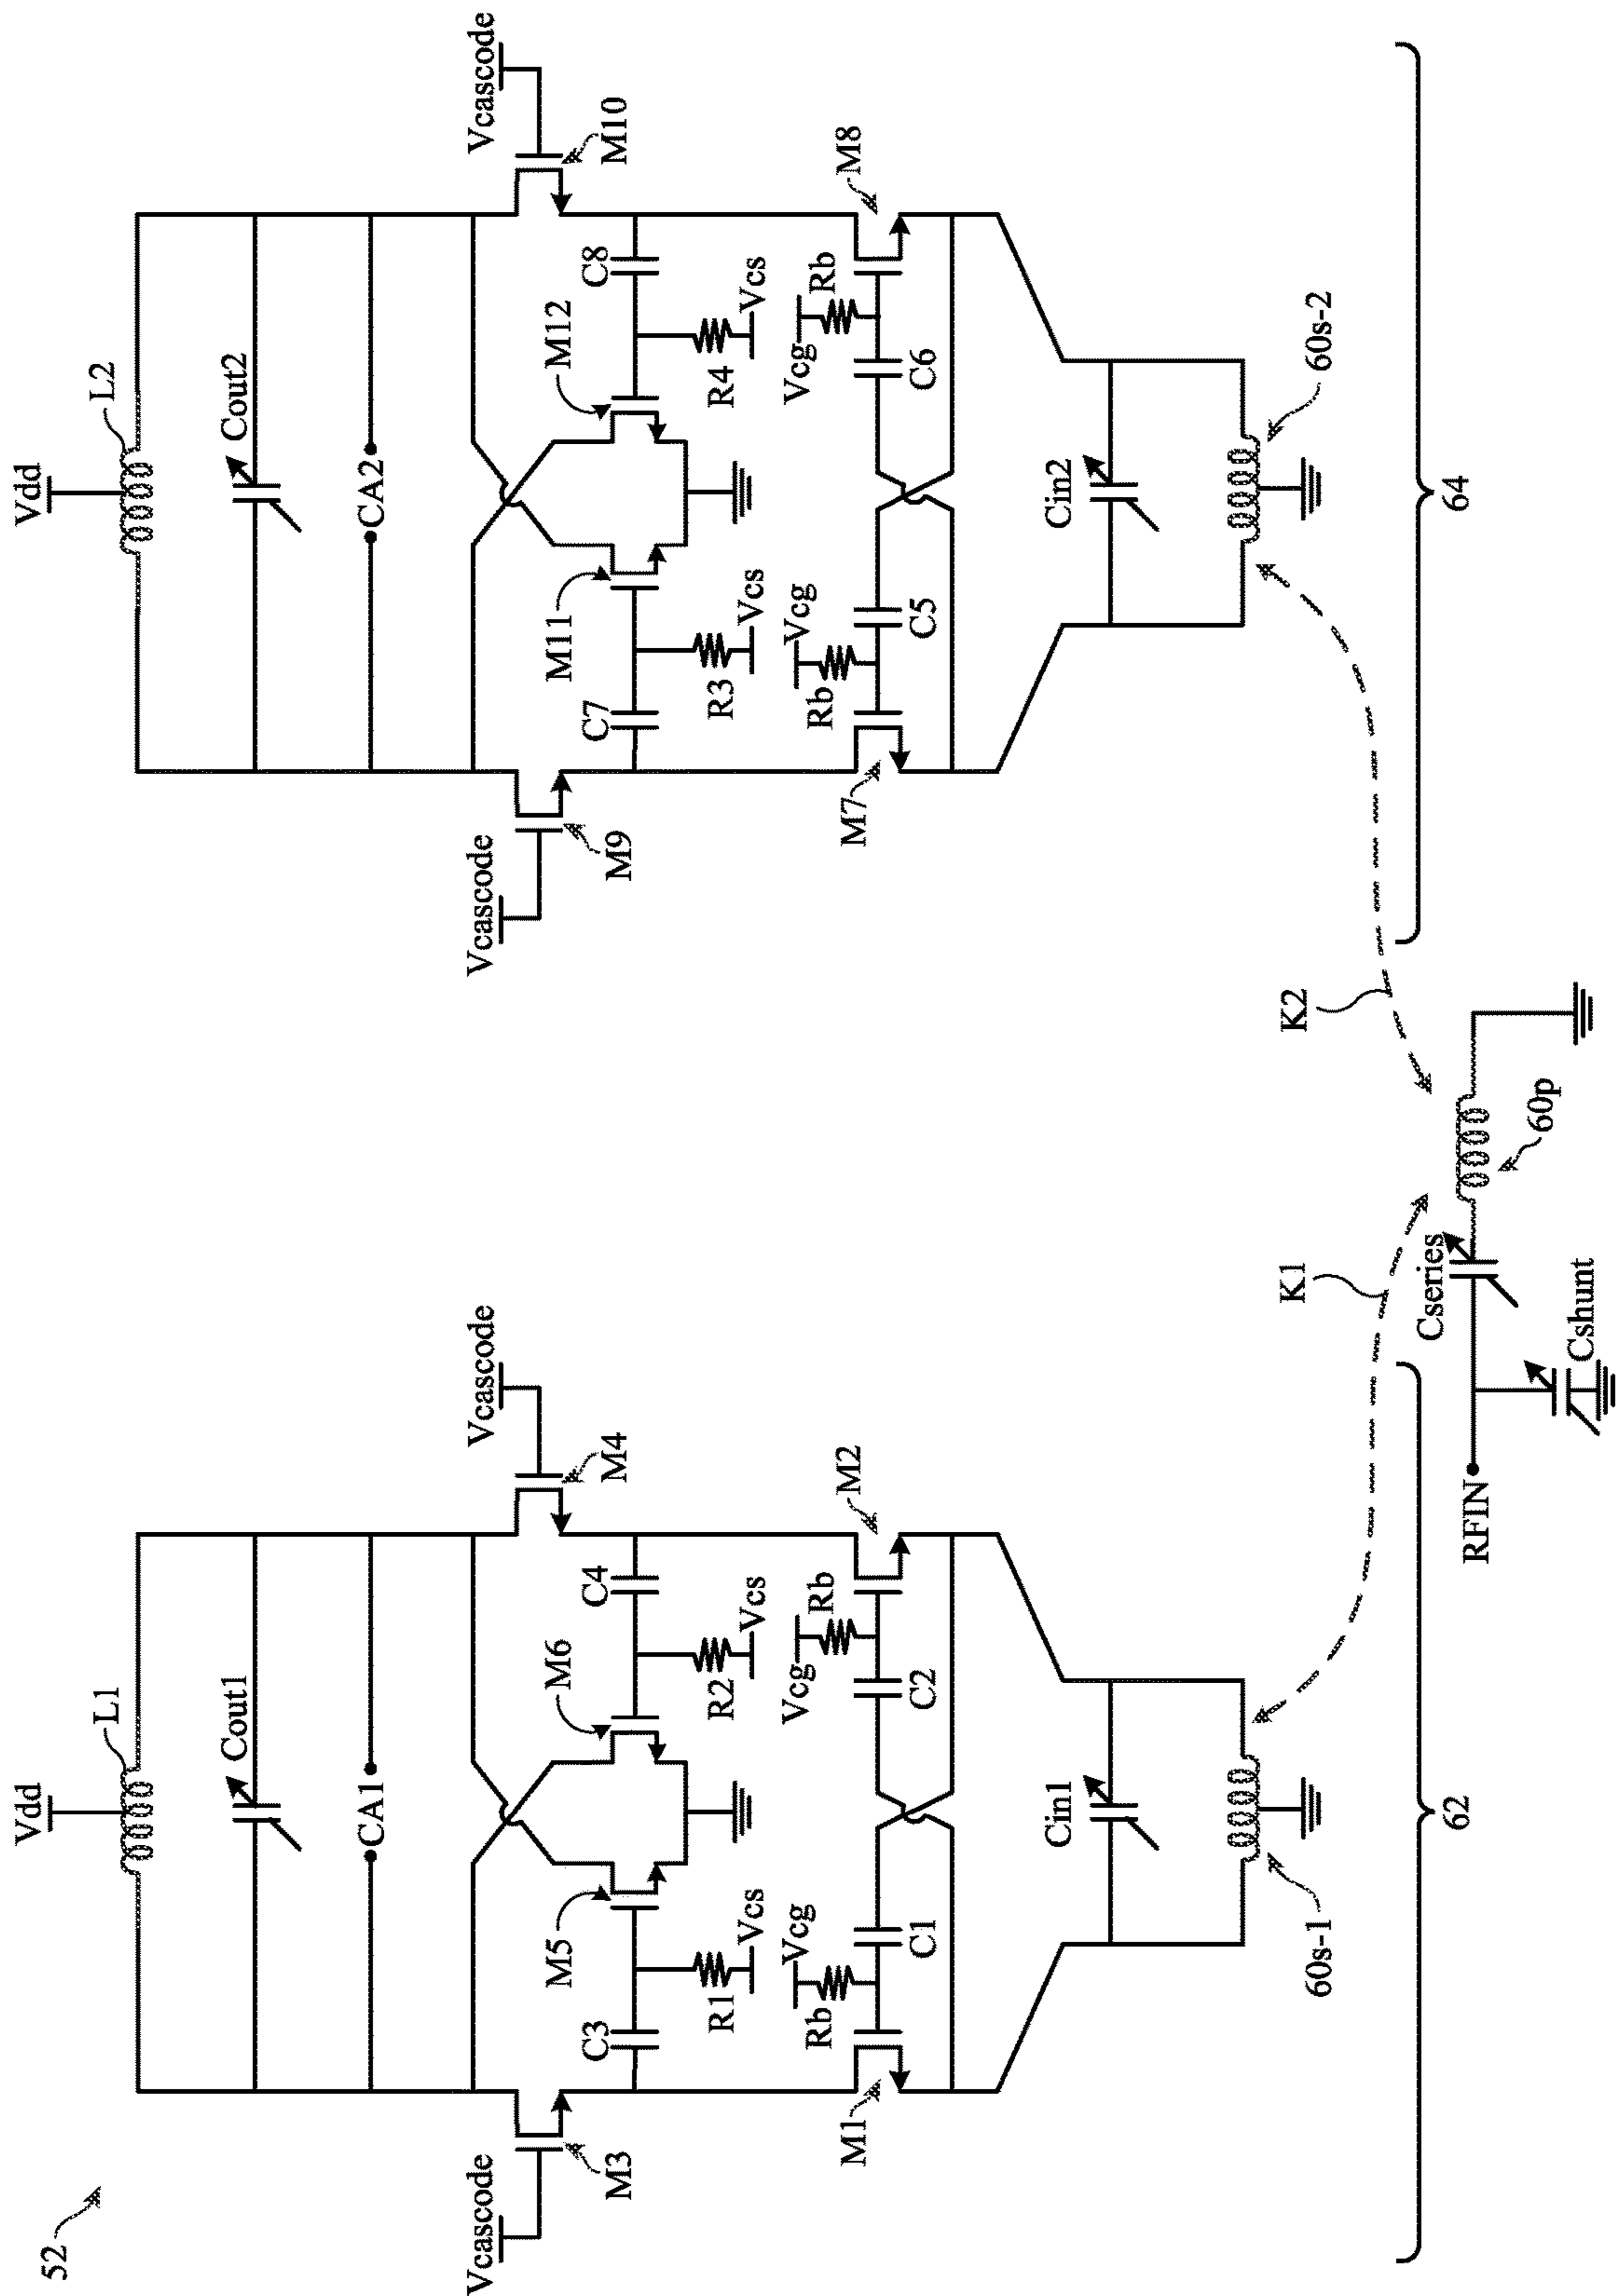 52
Vdd
Vdd
L1
L2
Cout1
Cout2
CA1
CA2
Vcascode
Vcascode
Vcascode
Vcascode
M3
M4
M9
M10
M5
M6
M11
M12
C3
C4
C7
C8
R1
Vcs
R2
Vcs
R3
Vcs
R4
Vcs
Vcg
Vcg
Vcg
Vcg
Rb
Rb
Rb
Rb
M1
M2
M7
M8
C1
C2
C5
C6
Cin1
Cin2
60s-1
60s-2
K1
K2
62
64
Cseries
RFIN
60p
Cshunt